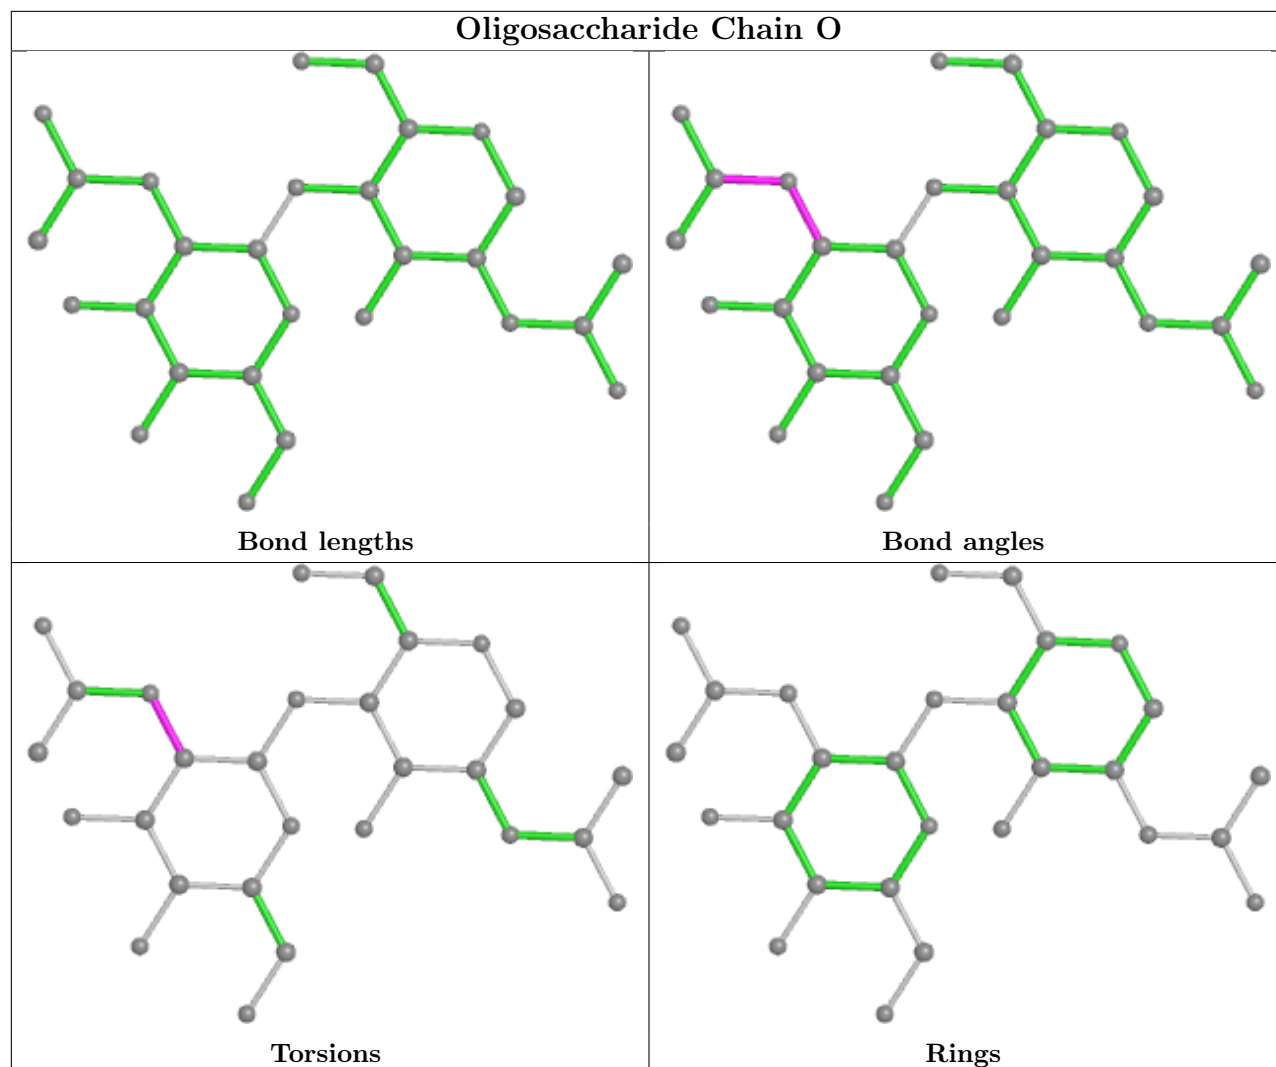 Oligosaccharide Chain O
Bond lengths
Bond angles
Torsions
Rings